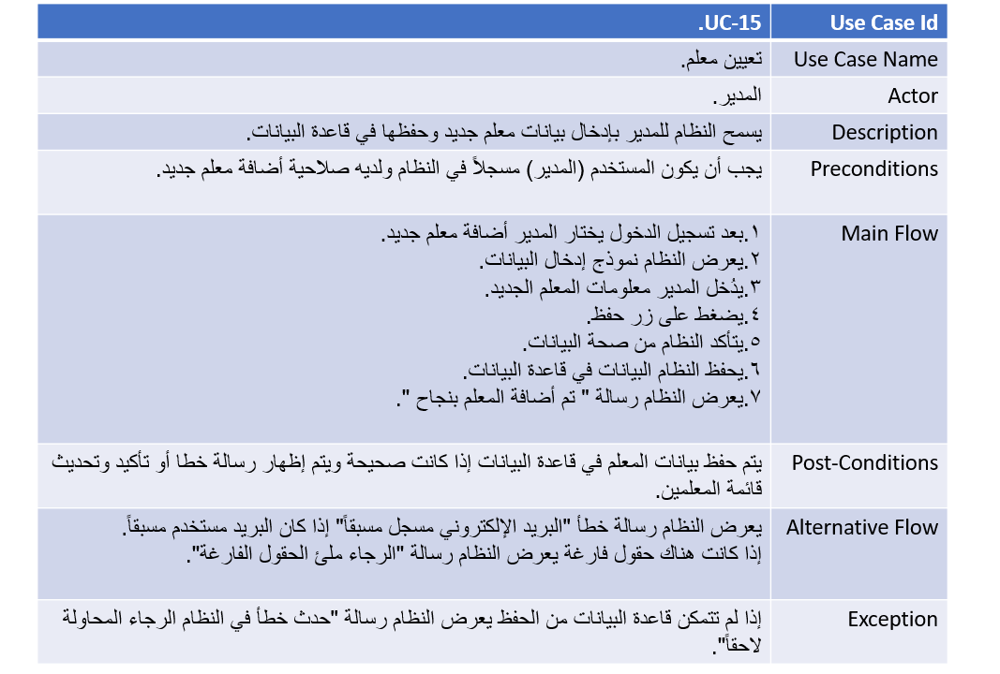 Use Case Id UC-15.
Use Case Name تعيين معلم.
Actor المدير.
Description يسمح النظام للمدير بإدخال بيانات معلم جديد وحفظها في قاعدة البيانات.
Preconditions يجب أن يكون المستخدم (المدير) مسجلاً في النظام ولديه صلاحية أضافة معلم جديد.
Main Flow ١.بعد تسجيل الدخول يختار المدير أضافة معلم جديد.
٢.يعرض النظام نموذج إدخال البيانات.
٣.يدُخل المدير معلومات المعلم الجديد.
٤.يضغط على زر حفظ.
٥.يتأكد النظام من صحة البيانات.
٦.يحفظ النظام البيانات في قاعدة البيانات.
٧.يعرض النظام رسالة " تم أضافة المعلم بنجاح ".
Post-Conditions يتم حفظ بيانات المعلم في قاعدة البيانات إذا كانت صحيحة ويتم إظهار رسالة خطا أو تأكيد وتحديث
قائمة المعلمين.
Alternative Flow يعرض النظام رسالة خطأ "البريد الإلكتروني مسجل مسبقاً" إذا كان البريد مستخدم مسبقاً.
إذا كانت هناك حقول فارغة يعرض النظام رسالة "الرجاء ملئ الحقول الفارغة".
Exception إذا لم تتمكن قاعدة البيانات من الحفظ يعرض النظام رسالة "حدث خطأ في النظام الرجاء المحاولة
لاحقاً".